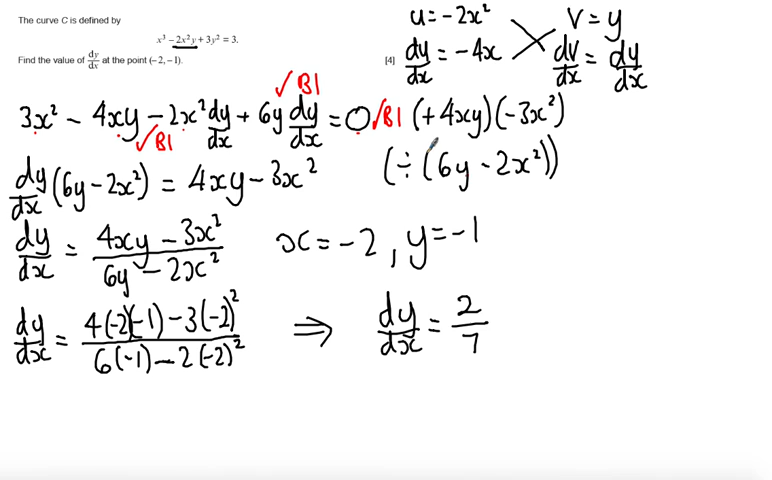 The curve C is defined by
x³ − 2x²y + 3y² = 3.
Find the value of dy/dx at the point (−2, −1).
[4]
u = -2x² v = y
dy/dx = -4x dv/dx = dy/dx
✓B1
3x² - 4xy - 2x² dy/dx + 6y dy/dx = 0 ✓B1 (+4xy)(-3x²)
✓B1
dy/dx (6y - 2x²) = 4xy - 3x² (÷(6y - 2x²))
dy/dx = (4xy - 3x²)/(6y - 2x²) x = -2, y = -1
dy/dx = (4(-2)(-1) - 3(-2)²)/(6(-1) - 2(-2)²) ⇒ dy/dx = 2/7